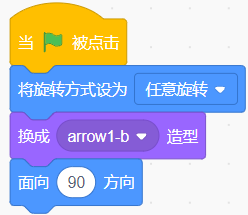 当 被点击
将旋转方式设为 任意旋转
换成 arrow1-b 造型
面向 90 方向